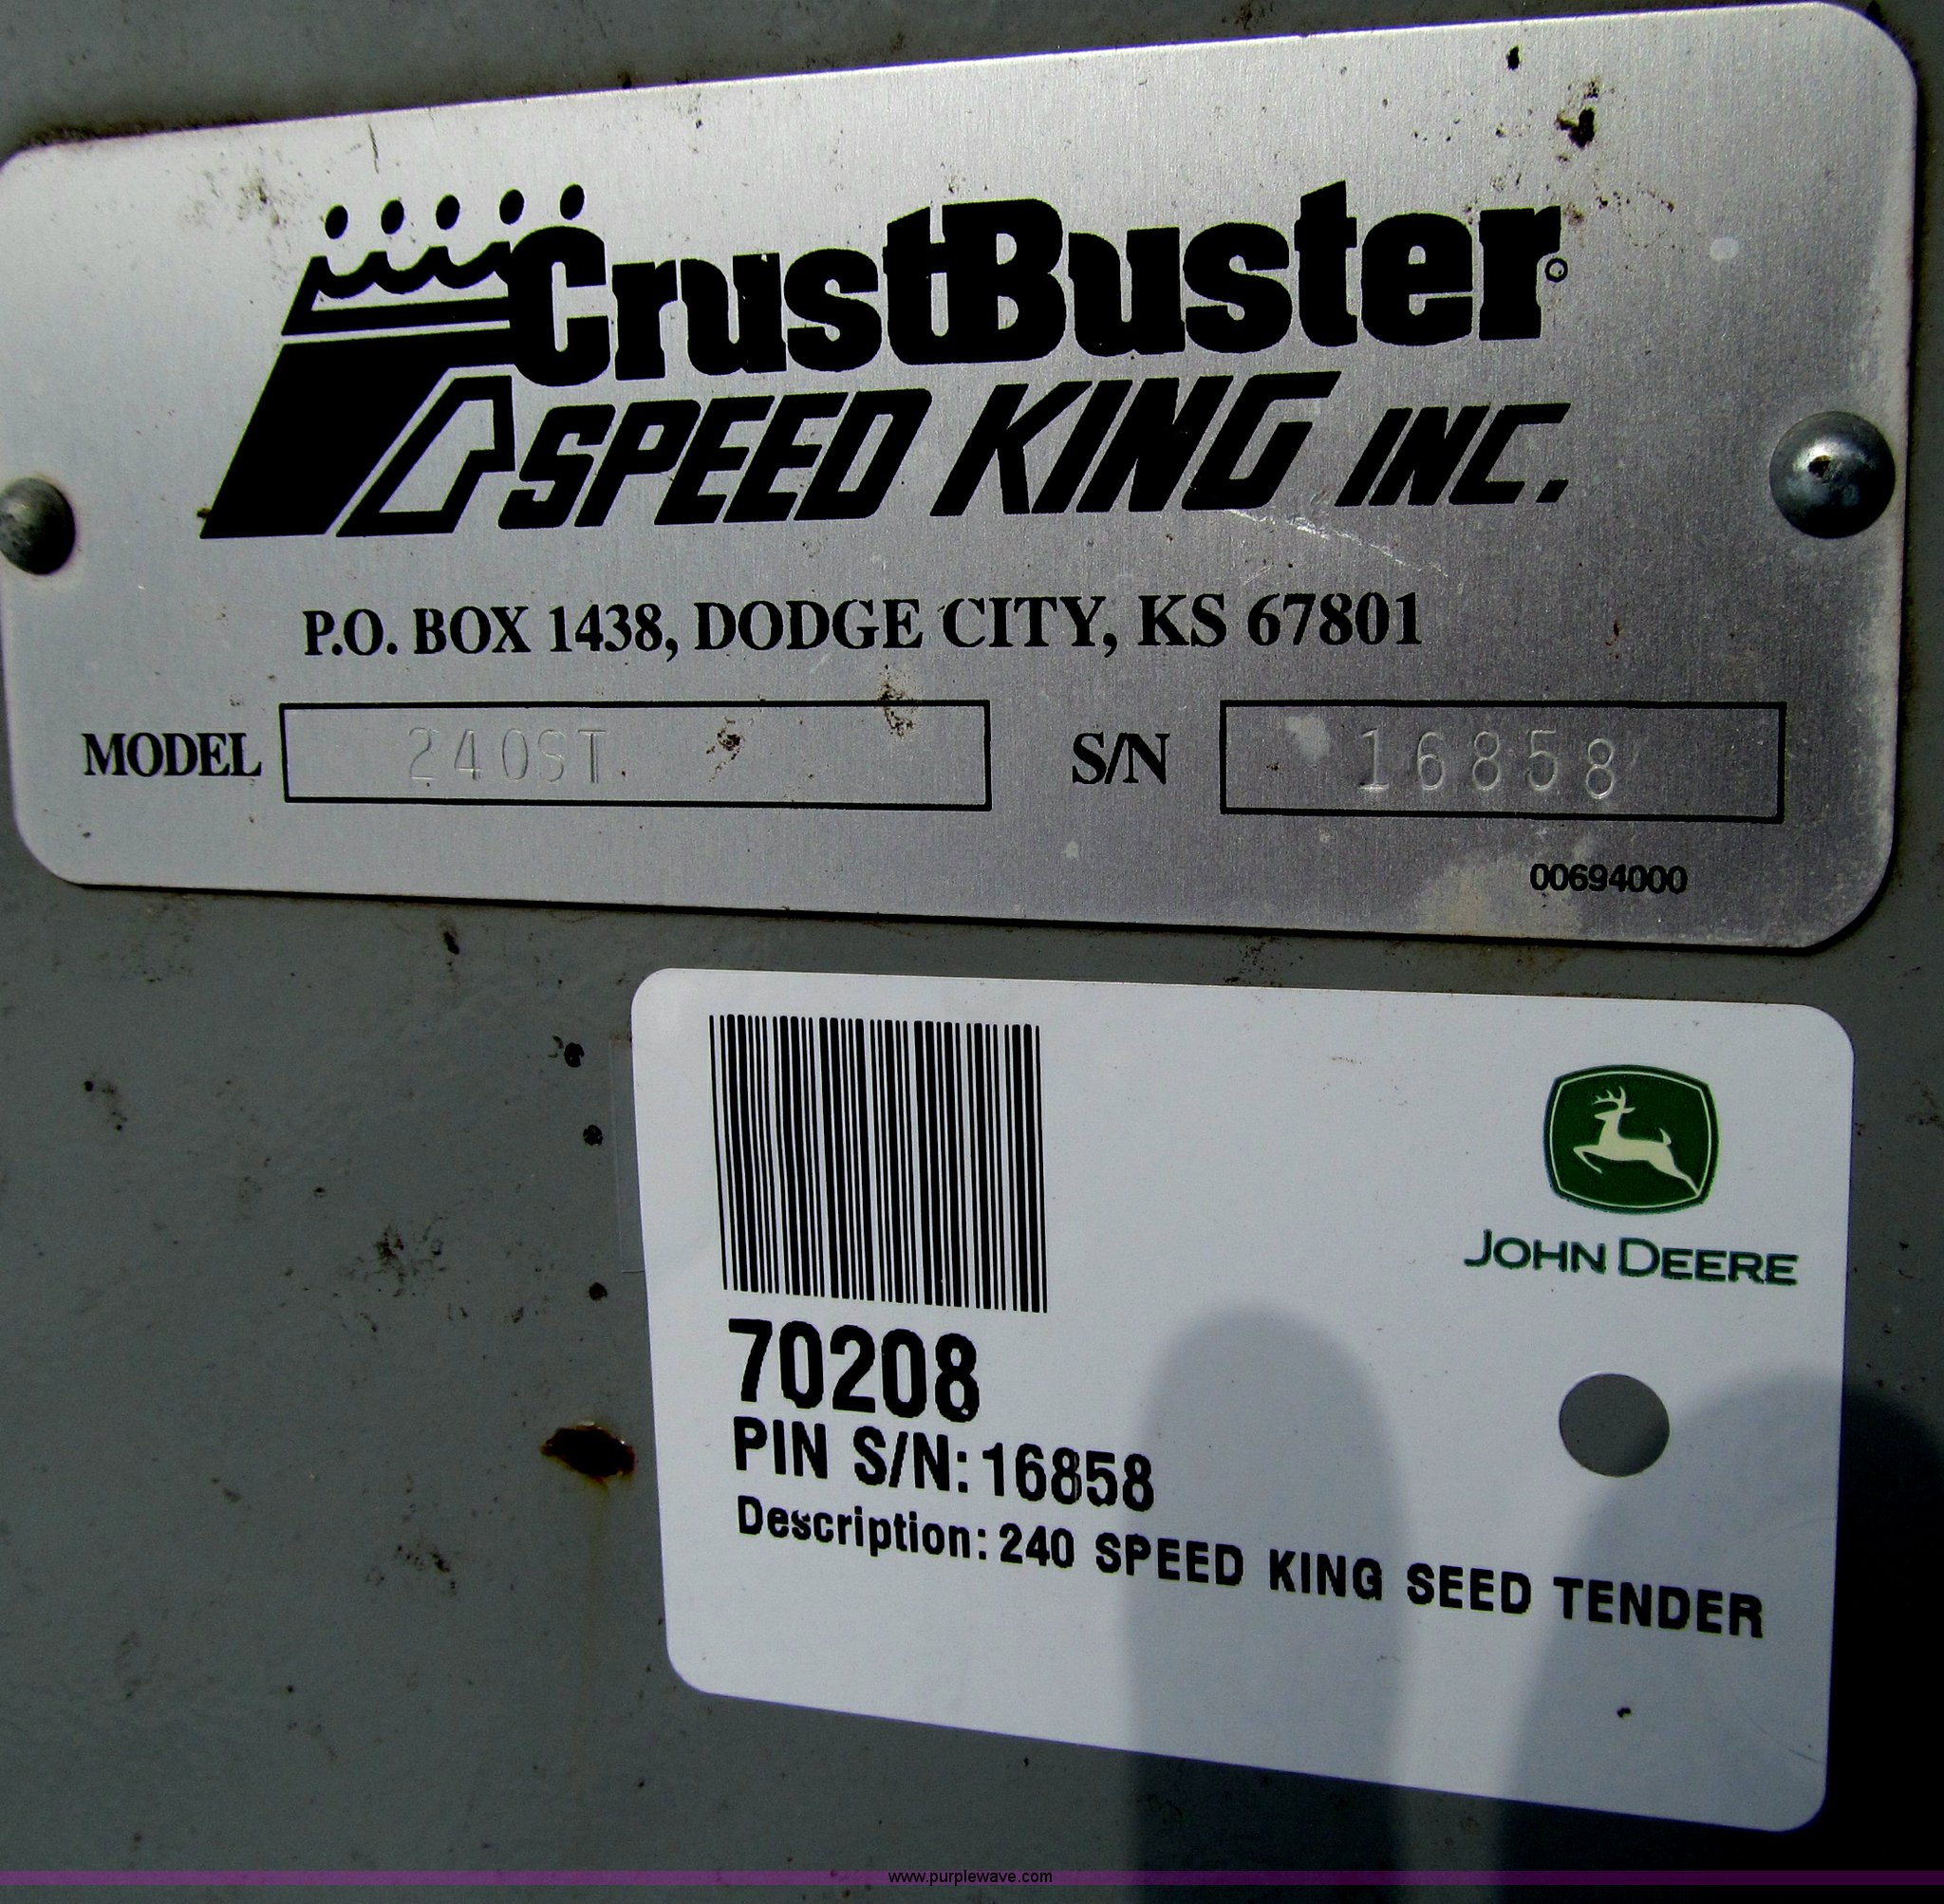 CrustBuster®
SPEED KING INC.
P.O. BOX 1438, DODGE CITY, KS 67801
MODEL 240ST S/N 16858
00694000
JOHN DEERE
70208
PIN S/N: 16858
Description: 240 SPEED KING SEED TENDER
www.purplewave.com